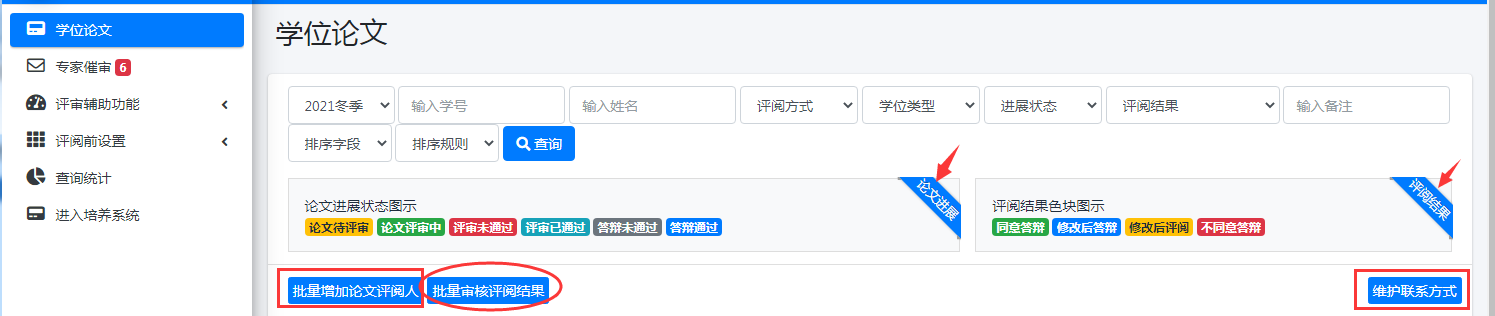 学位论文
专家催审 6
评审辅助功能
评阅前设置
查询统计
进入培养系统
学位论文
2021冬季 输入学号 输入姓名 评阅方式 学位类型 进展状态 评阅结果 输入备注
排序字段 排序规则 查询
论文进展状态图示
论文待评审 论文评审中 评审未通过 评审已通过 答辩未通过 答辩通过
论文进展
评阅结果色块图示
同意答辩 修改后答辩 修改后评阅 不同意答辩
评阅结果
批量增加论文评阅人 批量审核评阅结果 维护联系方式